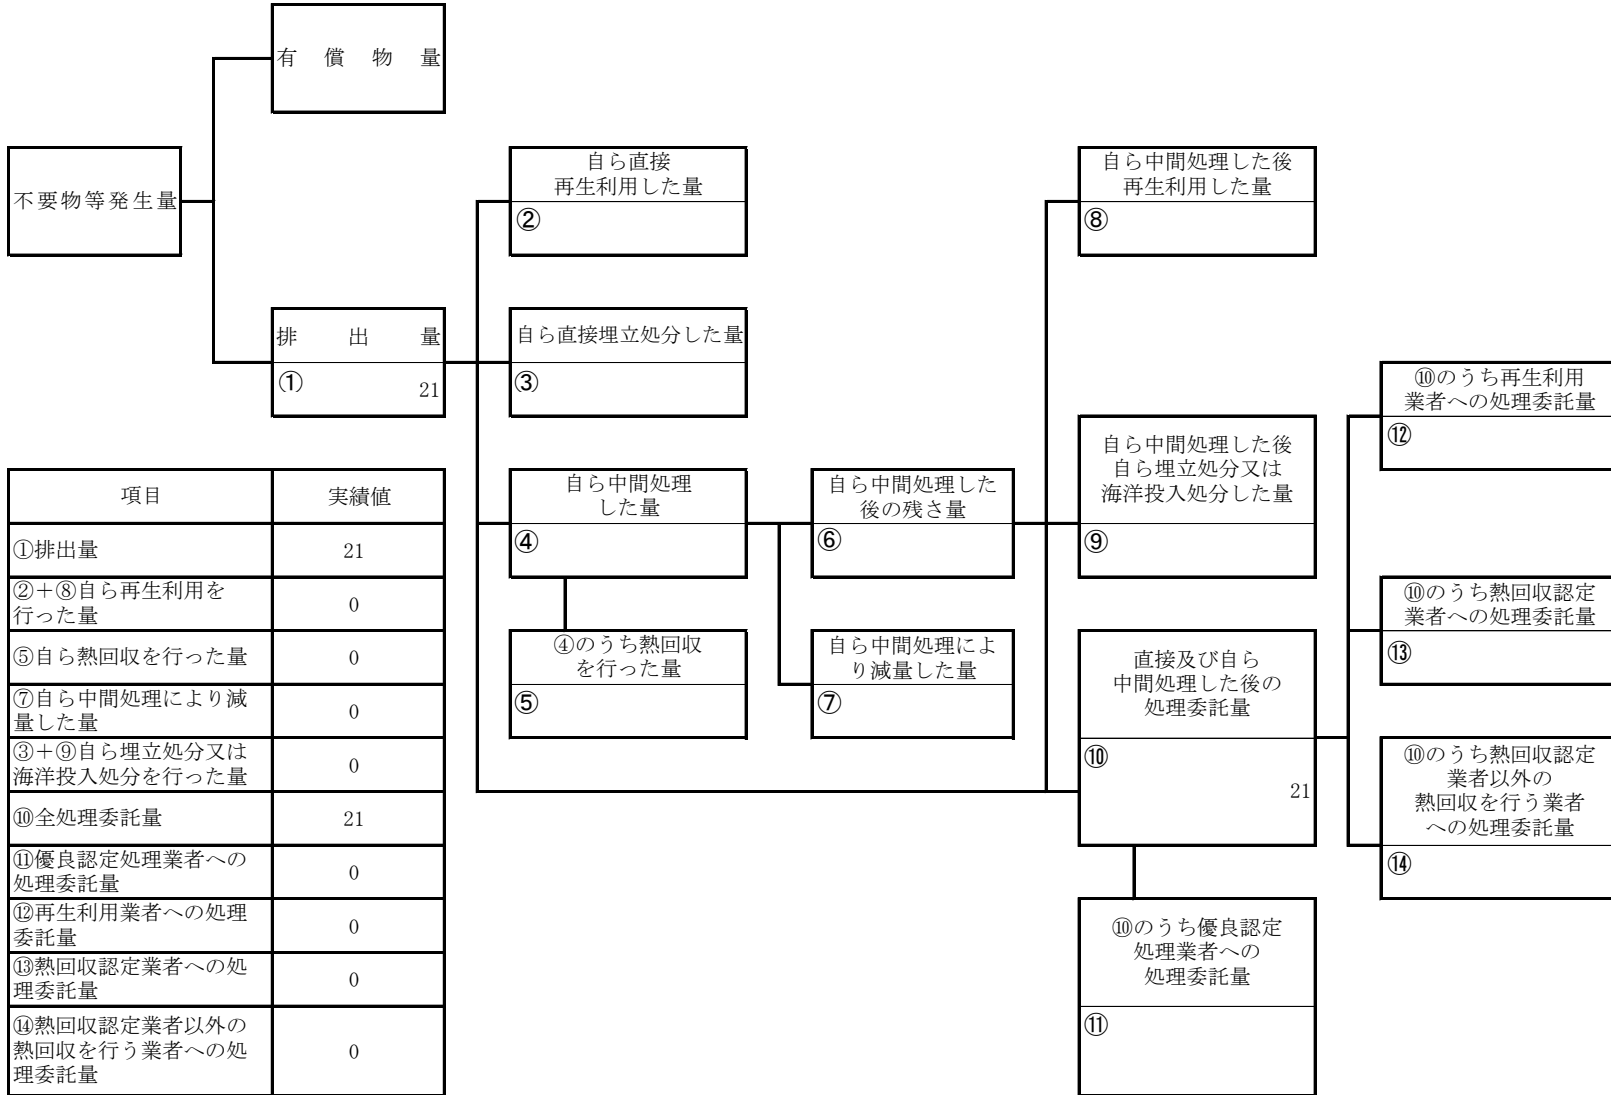 有償物量
不要物等発生量
排出量
①
21
自ら直接
再生利用した量
②
自ら直接埋立処分した量
③
自ら中間処理
した量
④
④のうち熱回収
を行った量
⑤
自ら中間処理した
後の残さ量
⑥
自ら中間処理によ
り減量した量
⑦
自ら中間処理した後
再生利用した量
⑧
自ら中間処理した後
自ら埋立処分又は
海洋投入処分した量
⑨
直接及び自ら
中間処理した後の
処理委託量
⑩
21
⑩のうち優良認定
処理業者への
処理委託量
⑪
⑩のうち再生利用
業者への処理委託量
⑫
⑩のうち熱回収認定
業者への処理委託量
⑬
⑩のうち熱回収認定
業者以外の
熱回収を行う業者
への処理委託量
⑭
項目 実績値
①排出量 21
②＋⑧自ら再生利用を
行った量
0
⑤自ら熱回収を行った量 0
⑦自ら中間処理により減
量した量
0
③＋⑨自ら埋立処分又は
海洋投入処分を行った量
0
⑩全処理委託量 21
⑪優良認定処理業者への
処理委託量
0
⑫再生利用業者への処理
委託量
0
⑬熱回収認定業者への処
理委託量
0
⑭熱回収認定業者以外の
熱回収を行う業者への処
理委託量
0